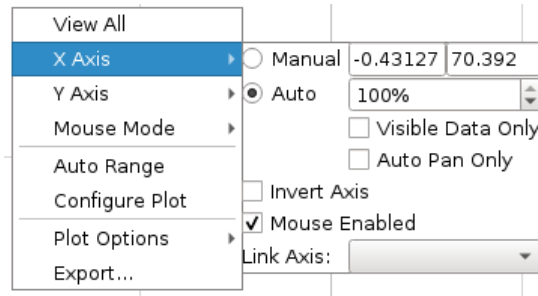 View All
X Axis
Y Axis
Mouse Mode
Auto Range
Configure Plot
Plot Options
Export...
Manual -0.43127 70.392
Auto 100%
Visible Data Only
Auto Pan Only
Invert Axis
Mouse Enabled
Link Axis: